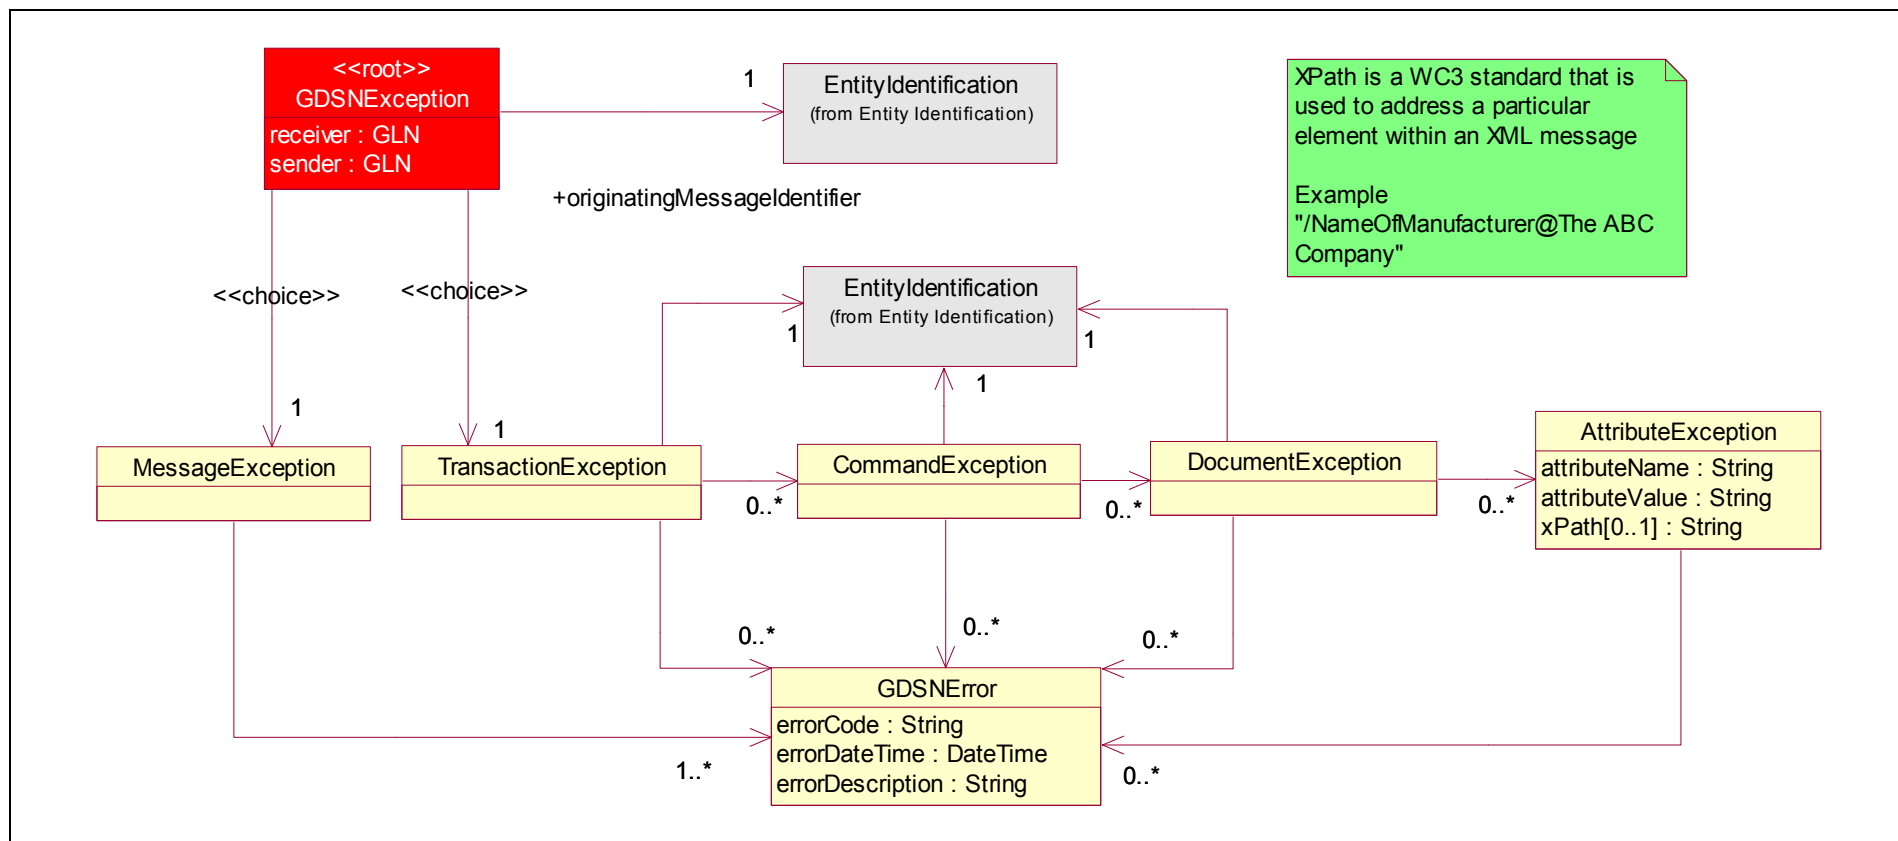 <<root>>
GDSNException
receiver : GLN
sender : GLN
1
EntityIdentification
(from Entity Identification)
+originatingMessageIdentifier
XPath is a WC3 standard that is
used to address a particular
element within an XML message
Example
"/NameOfManufacturer@The ABC
Company"
<<choice>>
<<choice>>
EntityIdentification
(from Entity Identification)
1
1
1
1
1
MessageException
TransactionException
0..*
CommandException
0..*
DocumentException
0..*
AttributeException
attributeName : String
attributeValue : String
xPath[0..1] : String
0..*
0..*
0..*
GDSNError
errorCode : String
errorDateTime : DateTime
errorDescription : String
1..*
0..*